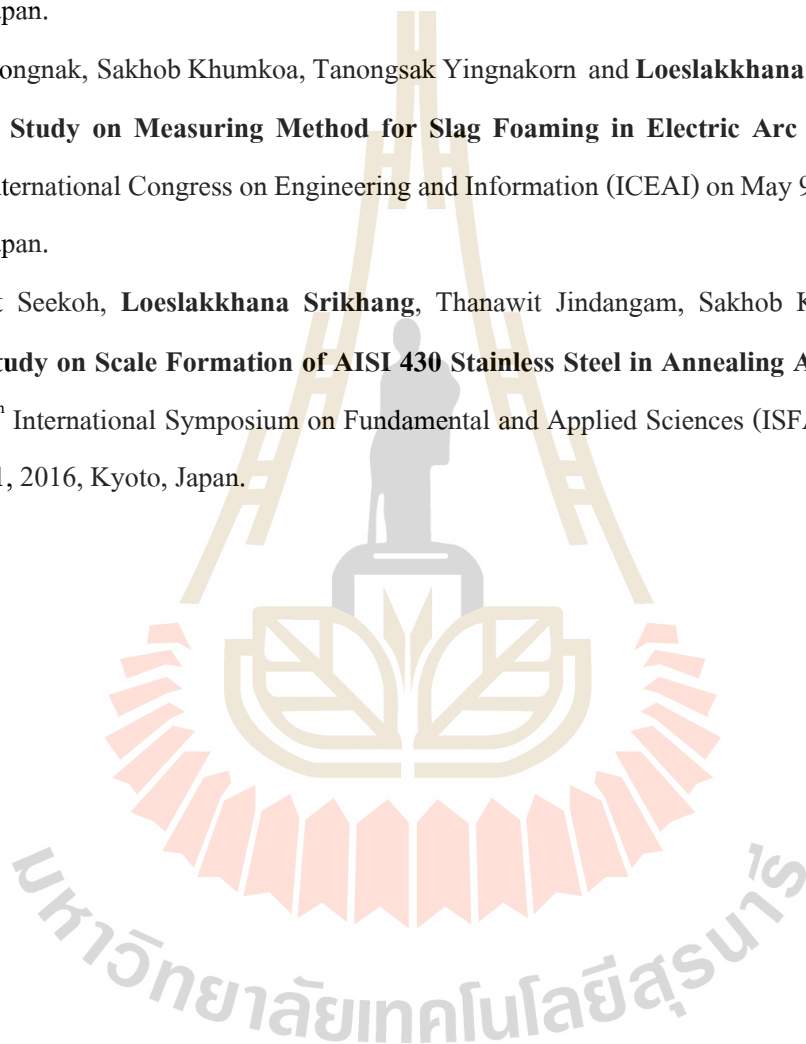 apan.
ongnak, Sakhob Khumkoa, Tanongsak Yingnakorn and Loeslakkhana
Study on Measuring Method for Slag Foaming in Electric Arc
nternational Congress on Engineering and Information (ICEAI) on May 9
apan.
t Seekoh, Loeslakkhana Srikhang, Thanawit Jindangam, Sakhob K
tudy on Scale Formation of AISI 430 Stainless Steel in Annealing A
h International Symposium on Fundamental and Applied Sciences (ISFA
1, 2016, Kyoto, Japan.
มหาวิทยาลัยเทคโนโลยีสุรนารี